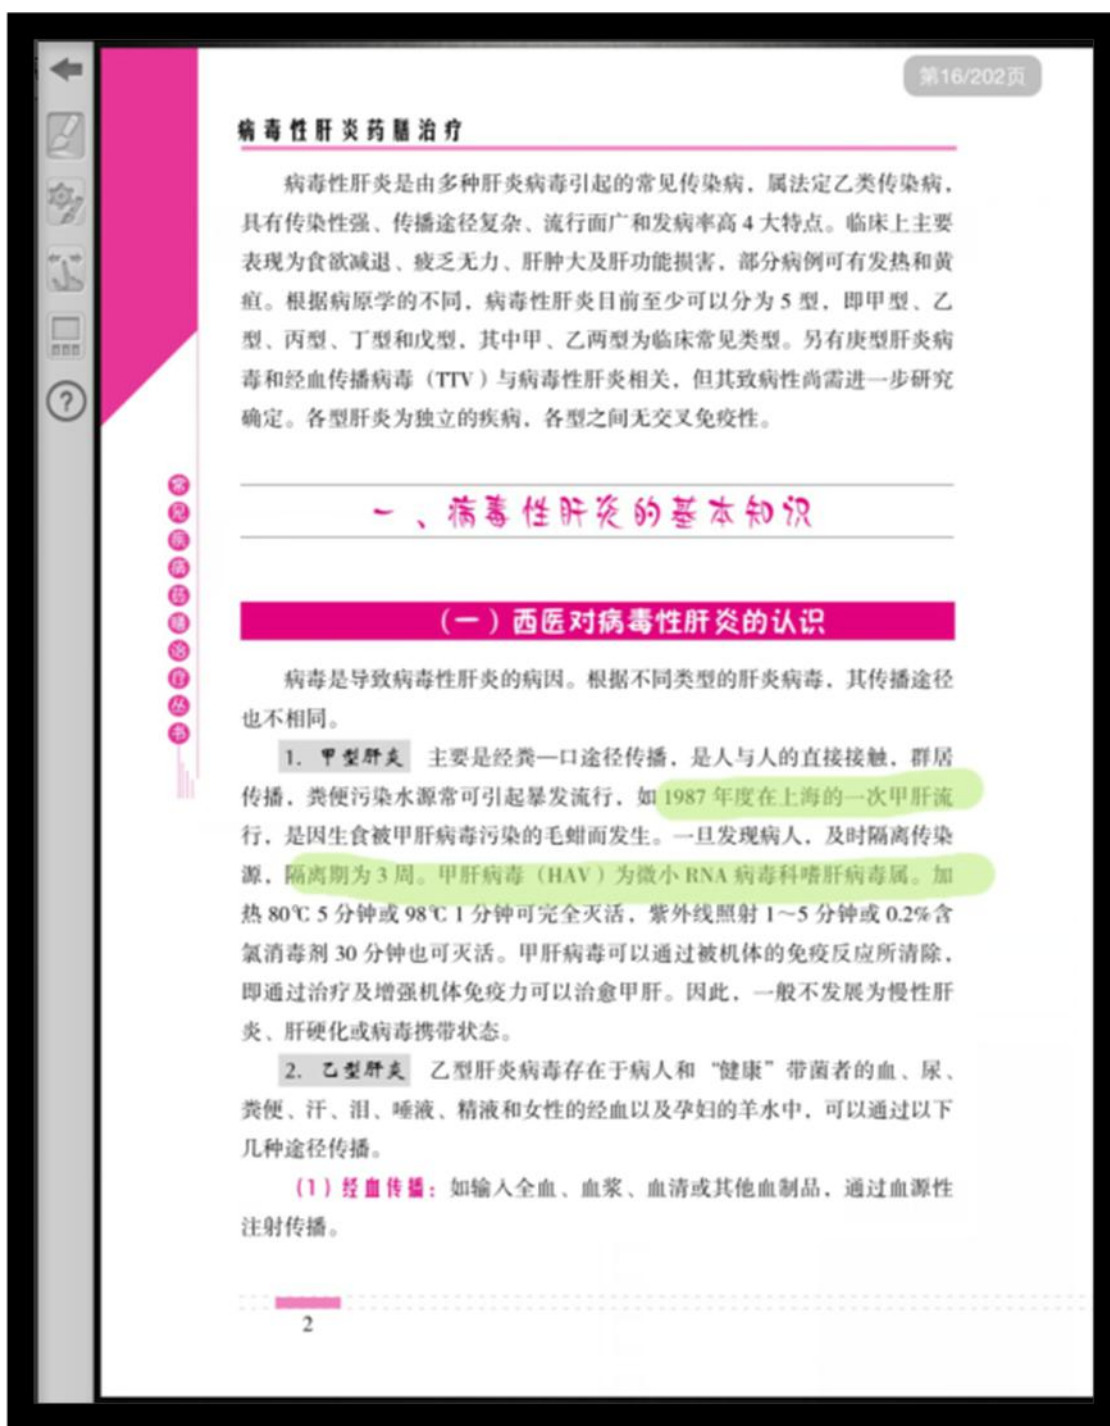 第16/202页
病毒性肝炎药膳治疗
病毒性肝炎是由多种肝炎病毒引起的常见传染病，属法定乙类传染病，
具有传染性强、传播途径复杂、流行面广和发病率高 4 大特点。临床上主要
表现为食欲减退、疲乏无力、肝肿大及肝功能损害，部分病例可有发热和黄
疸。根据病原学的不同，病毒性肝炎目前至少可以分为 5 型，即甲型、乙
型、丙型、丁型和戊型，其中甲、乙两型为临床常见类型。另有庚型肝炎病
毒和经血传播病毒（TTV）与病毒性肝炎相关，但其致病性尚需进一步研究
确定。各型肝炎为独立的疾病，各型之间无交叉免疫性。
一、病毒性肝炎的基本知识
（一）西医对病毒性肝炎的认识
病毒是导致病毒性肝炎的病因。根据不同类型的肝炎病毒，其传播途径
也不相同。
1. 甲型肝炎 主要是经粪—口途径传播，是人与人的直接接触，群居
传播，粪便污染水源常可引起暴发流行，如 1987 年度在上海的一次甲肝流
行，是因生食被甲肝病毒污染的毛蚶而发生。一旦发现病人，及时隔离传染
源，隔离期为 3 周。甲肝病毒（HAV）为微小 RNA 病毒科嗜肝病毒属。加
热 80℃ 5 分钟或 98℃ 1 分钟可完全灭活，紫外线照射 1～5 分钟或 0.2%含
氯消毒剂 30 分钟也可灭活。甲肝病毒可以通过被机体的免疫反应所清除，
即通过治疗及增强机体免疫力可以治愈甲肝。因此，一般不发展为慢性肝
炎、肝硬化或病毒携带状态。
2. 乙型肝炎 乙型肝炎病毒存在于病人和“健康”带菌者的血、尿、
粪便、汗、泪、唾液、精液和女性的经血以及孕妇的羊水中，可以通过以下
几种途径传播。
（1）经血传播：如输入全血、血浆、血清或其他血制品，通过血源性
注射传播。
常见疾病药膳治疗丛书
2